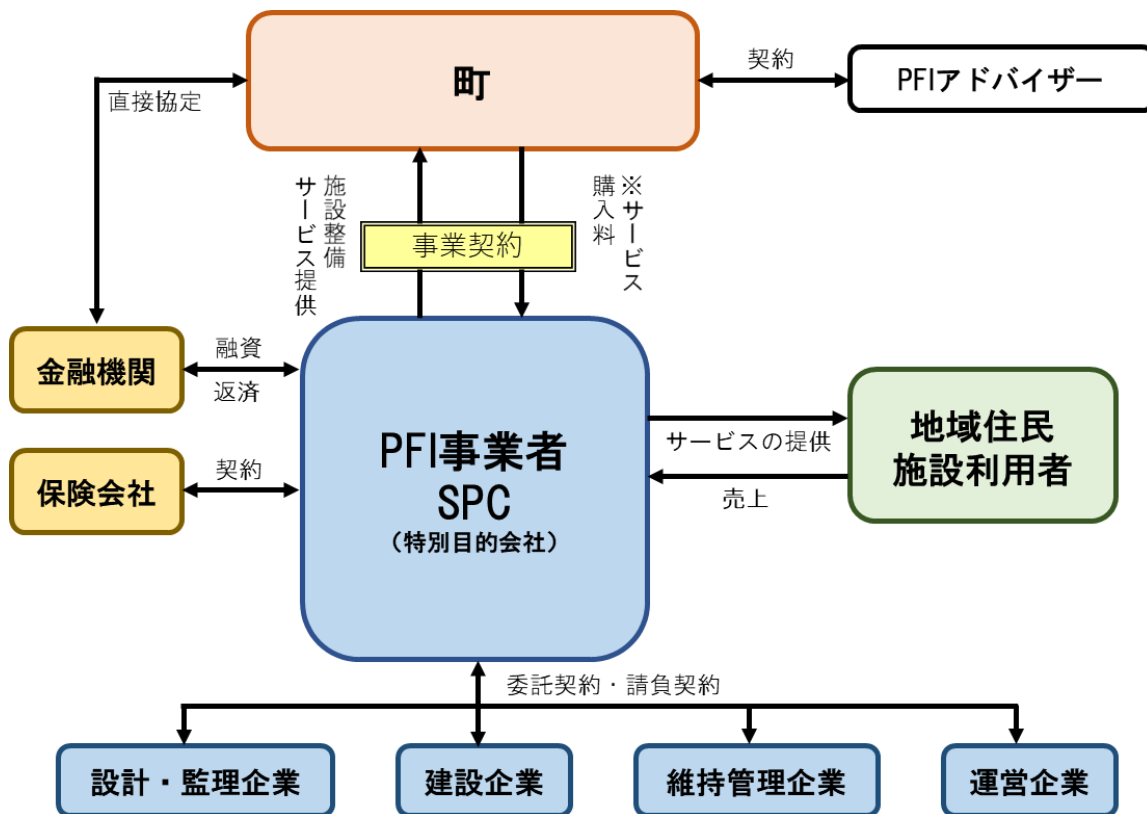 町
契約
PFIアドバイザー
直接協定
施設整備
サービス提供
※サービス
購入料
事業契約
金融機関
融資
返済
保険会社
契約
PFI事業者
SPC
（特別目的会社）
サービスの提供
売上
地域住民
施設利用者
委託契約・請負契約
設計・監理企業
建設企業
維持管理企業
運営企業